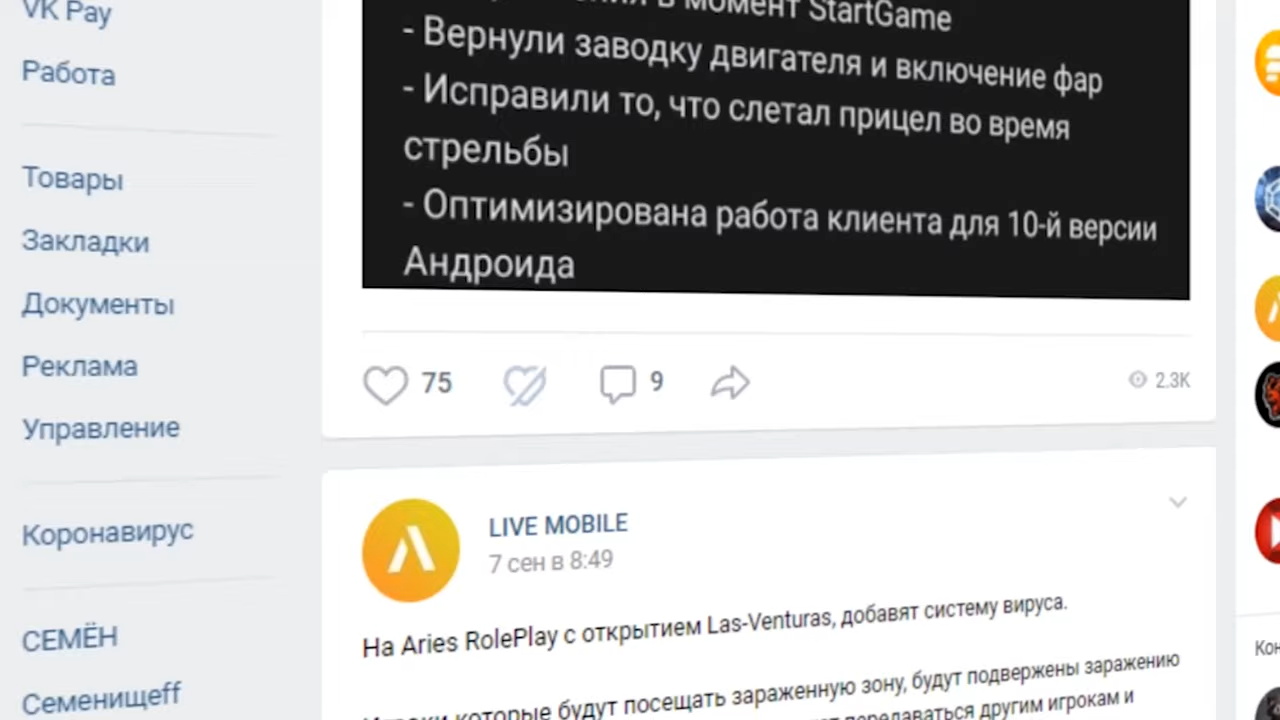 VK Pay
Работа
Товары
Закладки
Документы
Реклама
Управление
Коронавирус
СЕМЁН
Семенищеff
в момент StartGame
- Вернули заводку двигателя и включение фар
- Исправили то, что слетал прицел во время
стрельбы
- Оптимизирована работа клиента для 10-й версии
Андроида
75
9
2.3K
LIVE MOBILE
7 сен в 8:49
На Aries RolePlay с открытием Las-Venturas, добавят систему вируса.
Игроки которые будут посещать зараженную зону, будут подвержены заражению
передаваться другим игрокам и